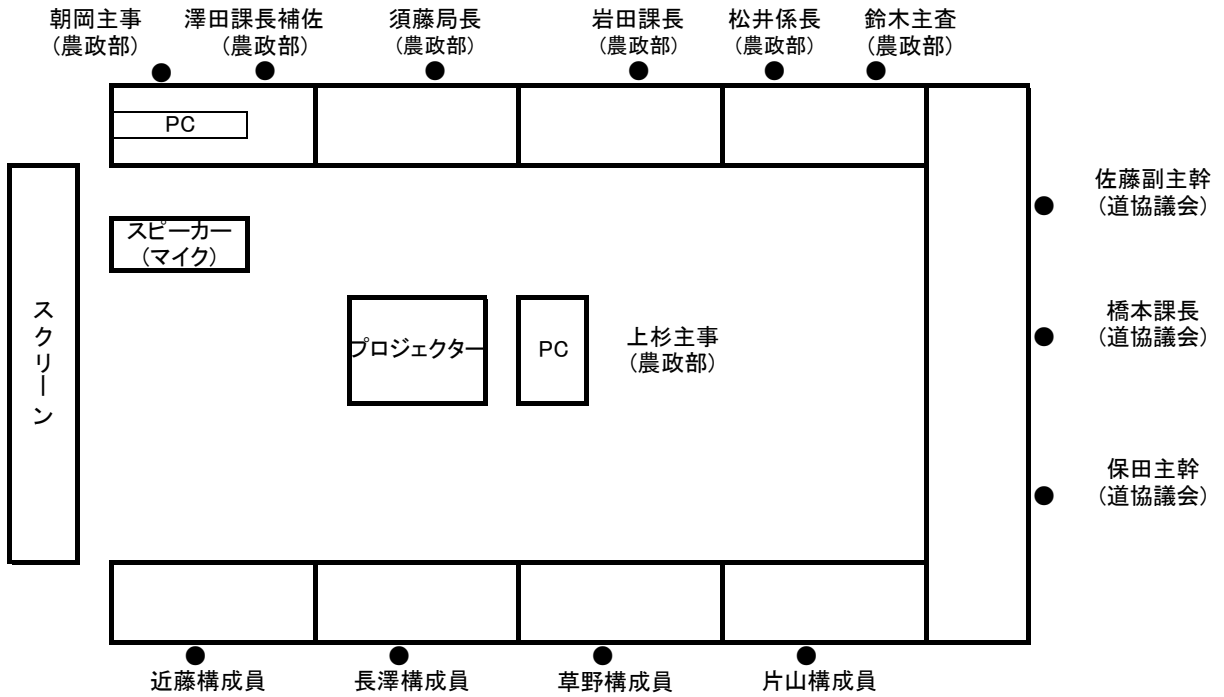 朝岡主事
（農政部）
澤田課長補佐
（農政部）
須藤局長
（農政部）
岩田課長
（農政部）
松井係長
（農政部）
鈴木主査
（農政部）
PC
佐藤副主幹
（道協議会）
スピーカー
（マイク）
スクリーン
プロジェクター
PC
上杉主事
（農政部）
橋本課長
（道協議会）
保田主幹
（道協議会）
近藤構成員
長澤構成員
草野構成員
片山構成員